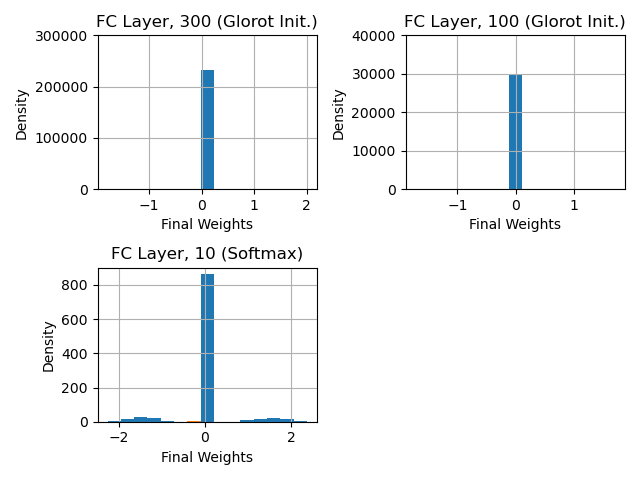 FC Layer, 300 (Glorot Init.)
300000
200000
100000
0
Density
−1 0 1 2
Final Weights
FC Layer, 100 (Glorot Init.)
40000
30000
20000
10000
0
Density
−1 0 1
Final Weights
FC Layer, 10 (Softmax)
800
600
400
200
0
Density
−2 0 2
Final Weights